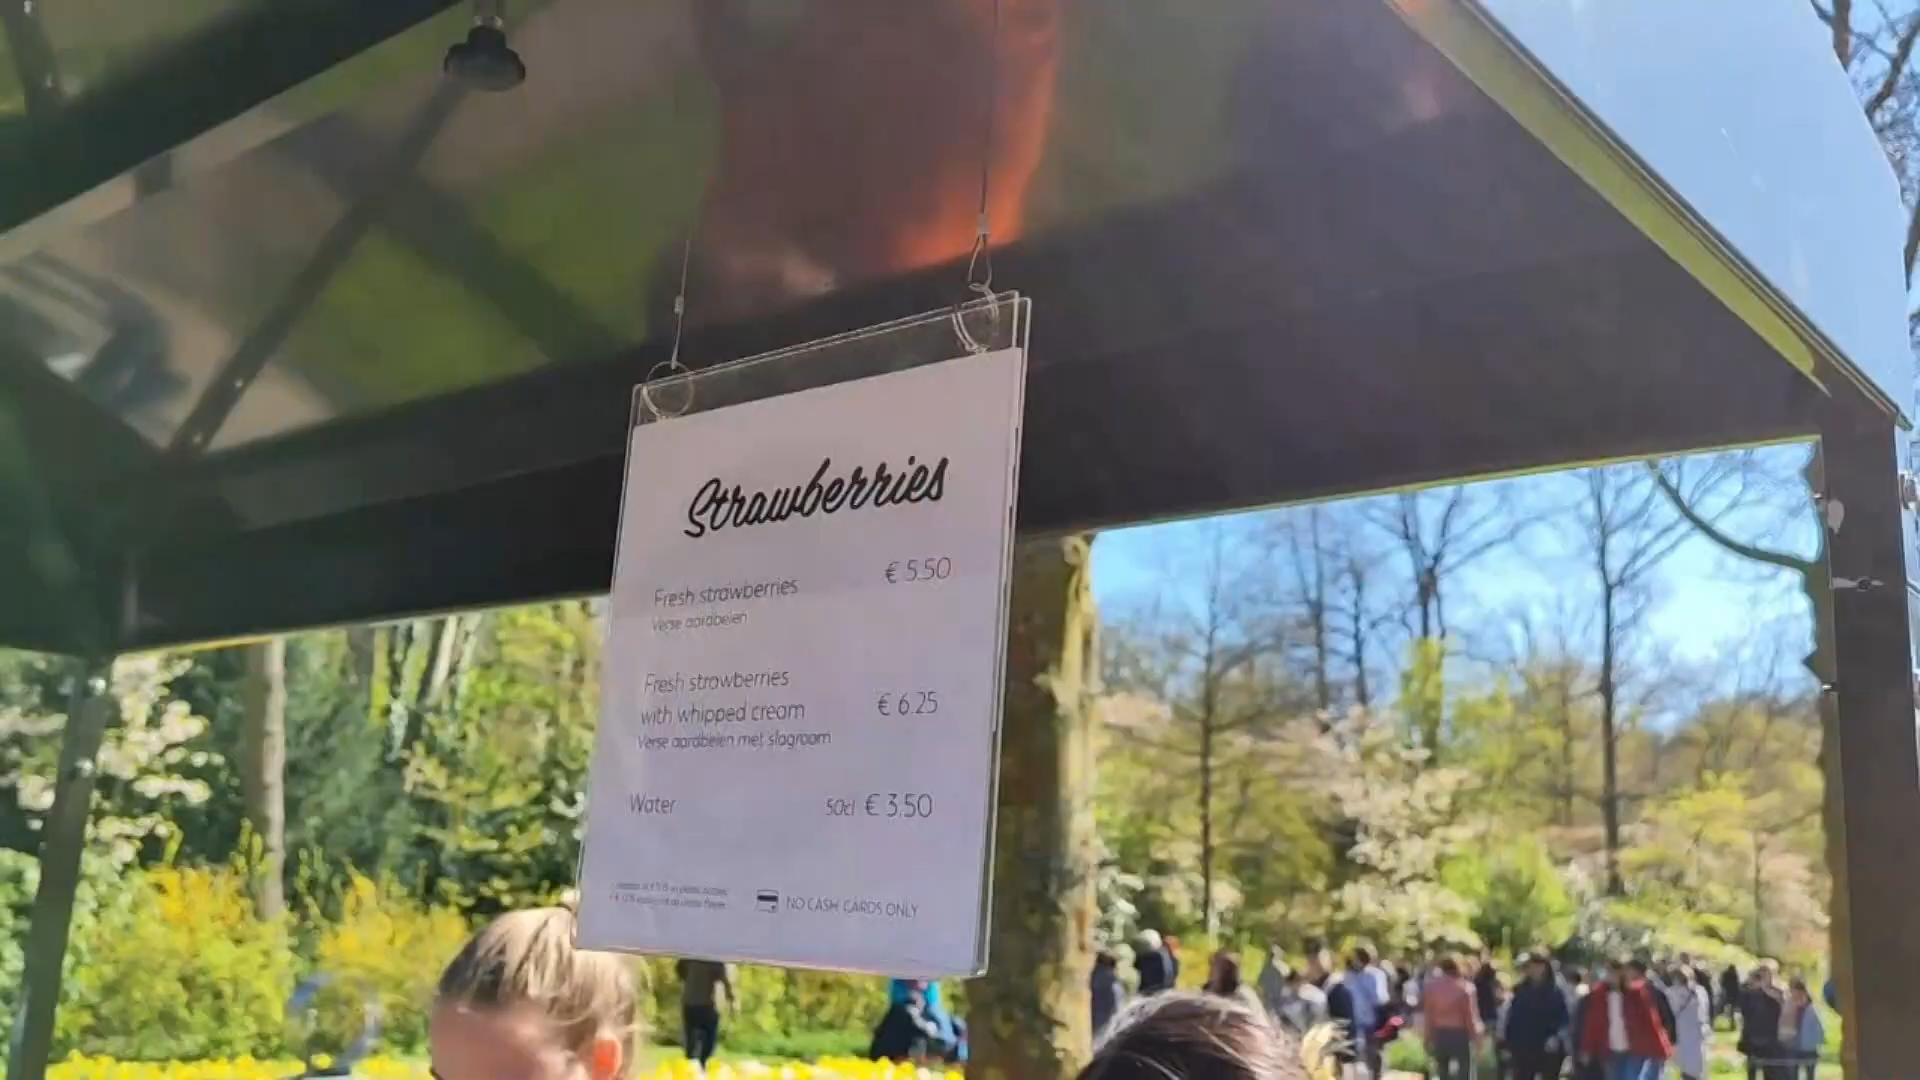 Strawberries
Fresh strawberries € 5.50
Verse aardbeien
Fresh strawberries
with whipped cream € 6.25
Verse aardbeien met slagroom
Water 50cl € 3.50
NO CASH CARDS ONLY